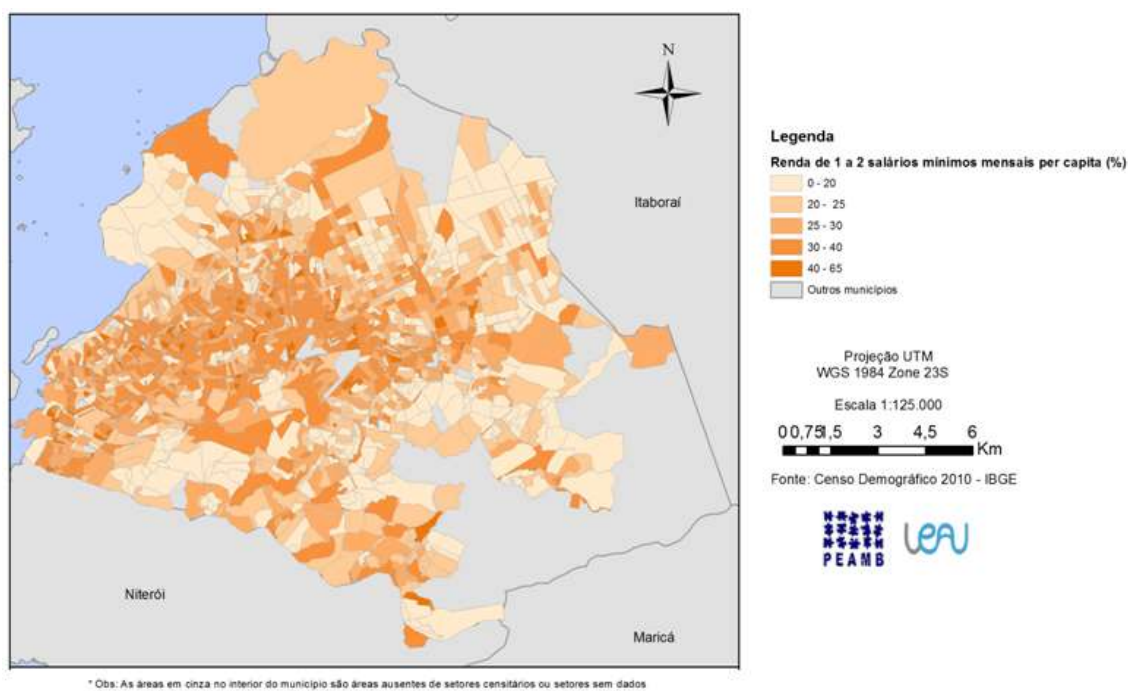 N
Itaboraí
Niterói
Maricá
Legenda
Renda de 1 a 2 salários mínimos mensais per capita (%)
0 - 20
20 - 25
25 - 30
30 - 40
40 - 65
Outros municípios
Projeção UTM
WGS 1984 Zone 23S
Escala 1:125.000
0 0,75 1,5 3 4,5 6
Km
Fonte: Censo Demográfico 2010 - IBGE
PEAMB
* Obs: As áreas em cinza no interior do município são áreas ausentes de setores censitários ou setores sem dados